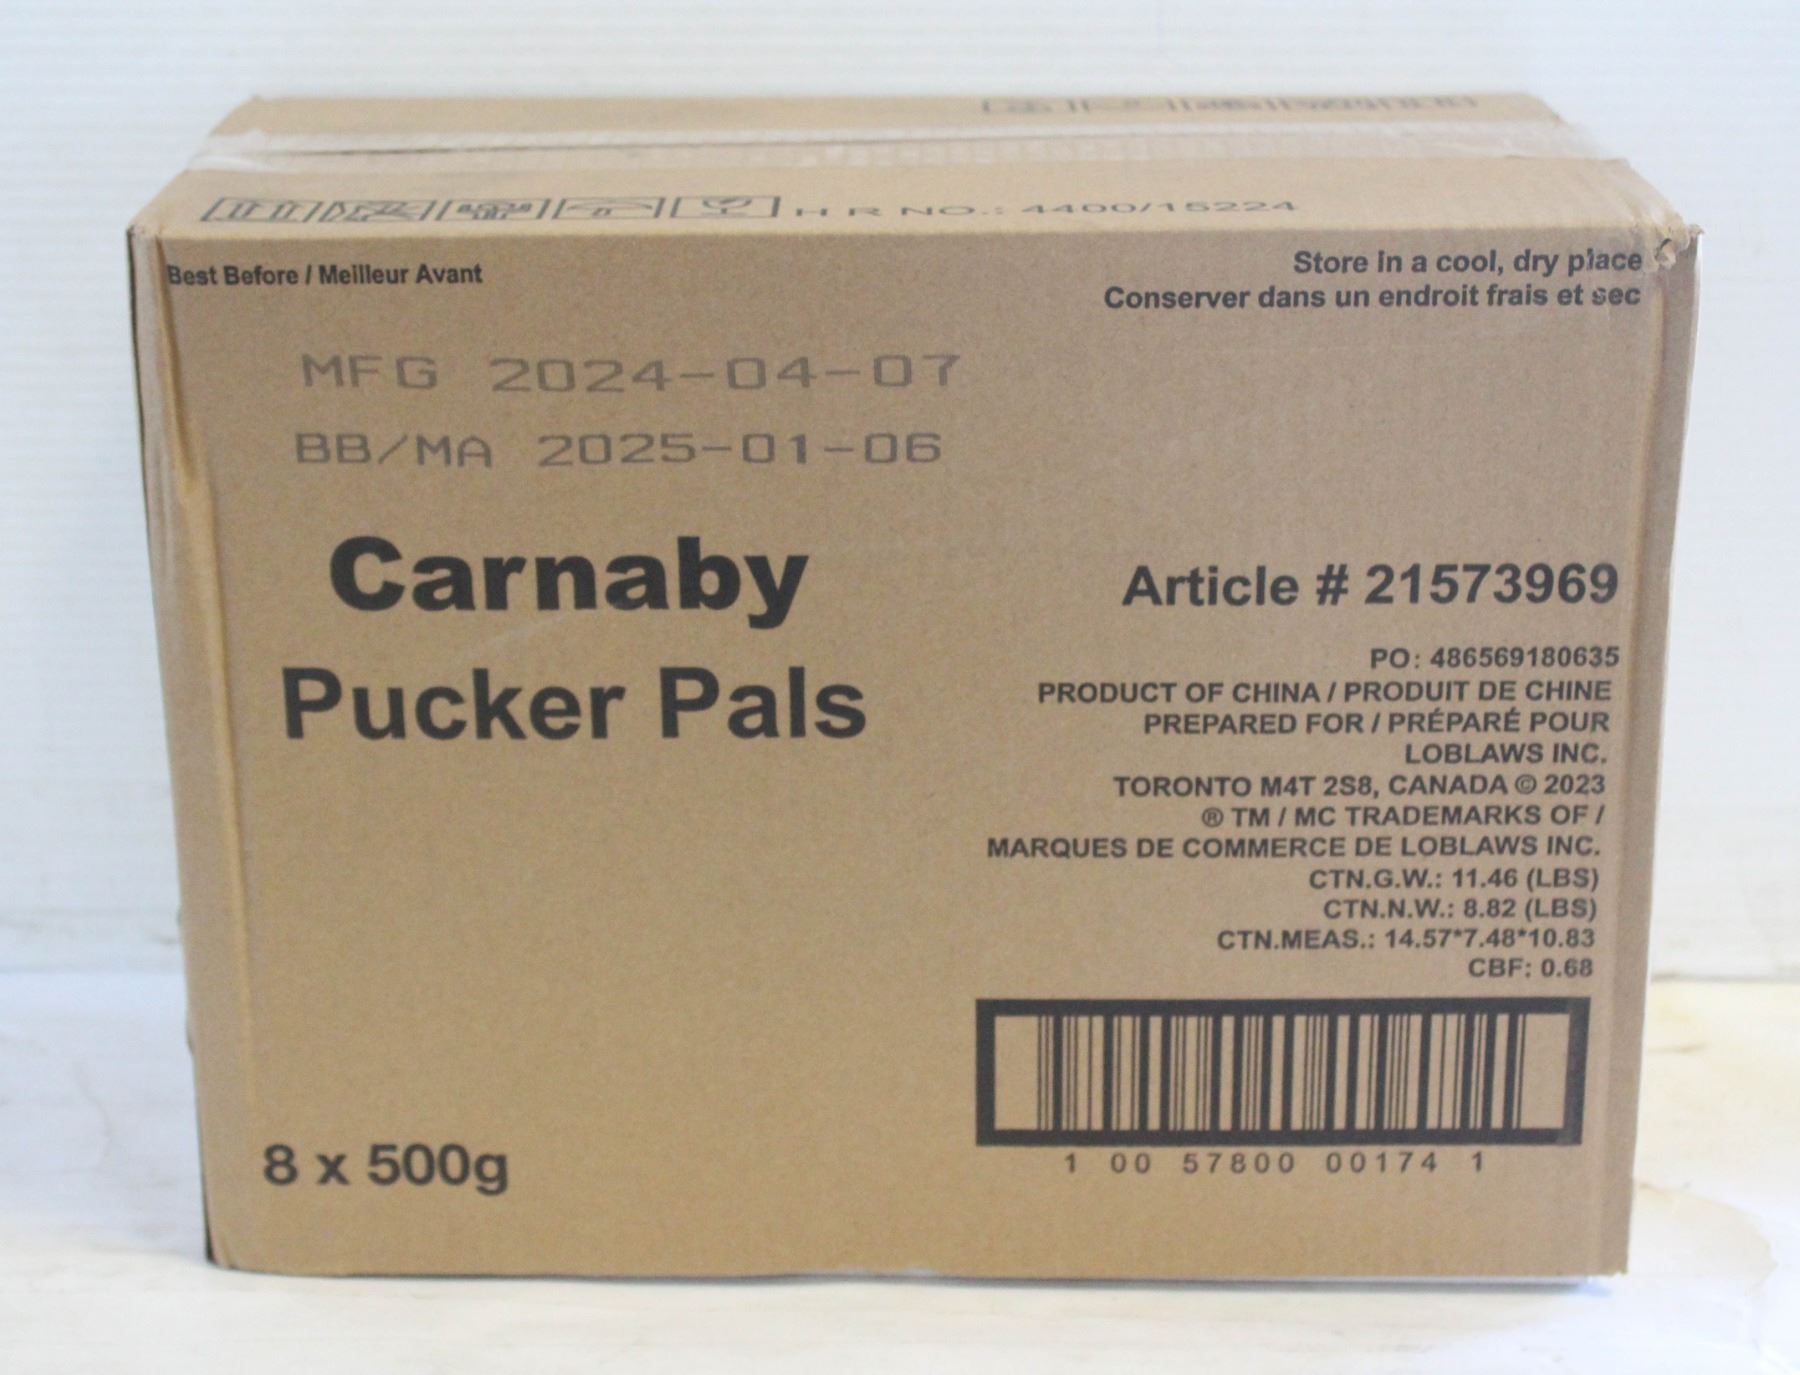 H R NO.: 4400/15224
Best Before / Meilleur Avant
Store in a cool, dry place
Conserver dans un endroit frais et sec
MFG 2024-04-07
BB/MA 2025-01-06
Carnaby
Pucker Pals
8 x 500g
Article # 21573969
PO: 486569180635
PRODUCT OF CHINA / PRODUIT DE CHINE
PREPARED FOR / PRÉPARÉ POUR
LOBLAWS INC.
TORONTO M4T 2S8, CANADA © 2023
® TM / MC TRADEMARKS OF /
MARQUES DE COMMERCE DE LOBLAWS INC.
CTN.G.W.: 11.46 (LBS)
CTN.N.W.: 8.82 (LBS)
CTN.MEAS.: 14.57*7.48*10.83
CBF: 0.68
1 00 57800 00174 1